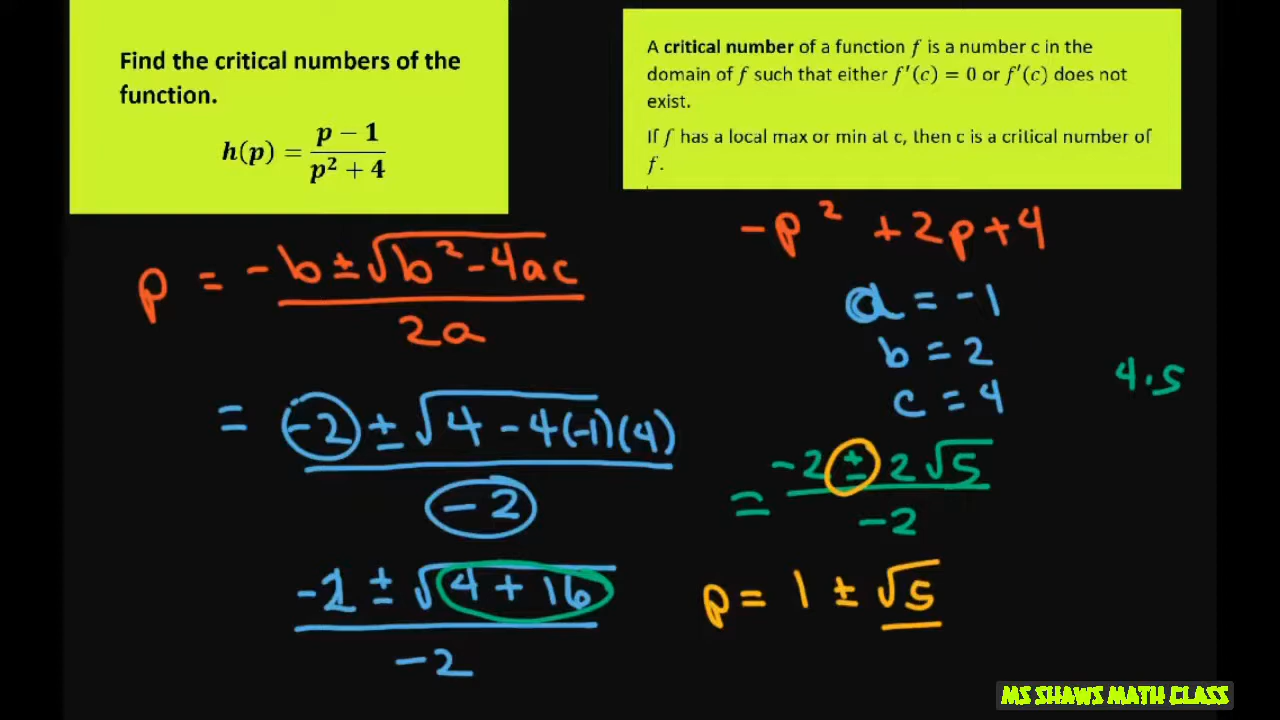 Find the critical numbers of the
function.
h(p) = (p − 1)/(p² + 4)
A critical number of a function f is a number c in the
domain of f such that either f′(c) = 0 or f′(c) does not
exist.
If f has a local max or min at c, then c is a critical number of
f.
-p² + 2p + 4
p = (-b ± √(b² - 4ac))/(2a)
a = -1
b = 2
c = 4
4.5
= (-2 ± √(4 - 4(-1)(4)))/(-2)
= (-2 ± 2√5)/(-2)
(-2 ± √(4 + 16))/(-2)
p = 1 ± √5
MS SHAWS MATH CLASS